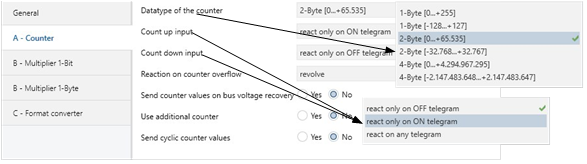 General
A - Counter
B - Multiplier 1-Bit
B - Multiplier 1-Byte
C - Format converter
Datatype of the counter 2-Byte [0...+65.535]
Count up input react only on ON telegram
Count down input react only on OFF telegram
Reaction on counter overflow revolve
Send counter values on bus voltage recovery Yes No
Use additional counter Yes No
Send cyclic counter values Yes No
1-Byte [0...+255]
1-Byte [-128...+127]
2-Byte [0...+65.535]
2-Byte [-32.768...+32.767]
4-Byte [0...+4.294.967.295]
4-Byte [-2.147.483.648...+2.147.483.647]
react only on OFF telegram
react only on ON telegram
react on any telegram